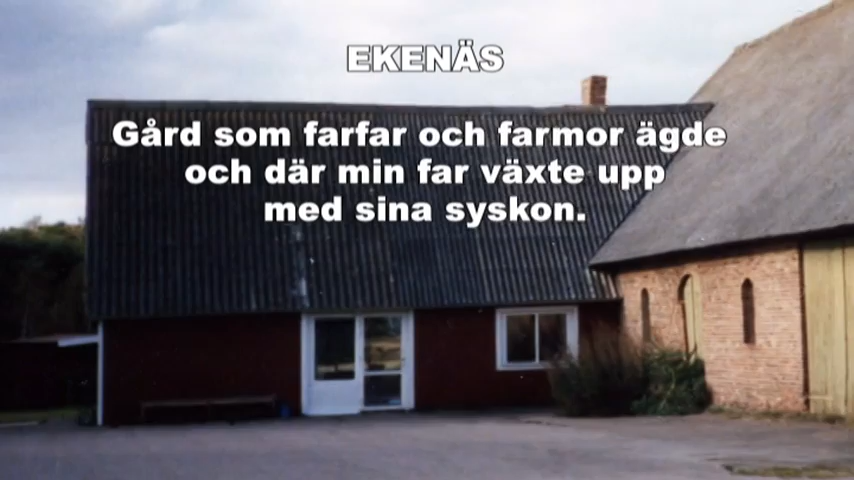 EKENÄS
Gård som farfar och farmor ägde
och där min far växte upp
med sina syskon.